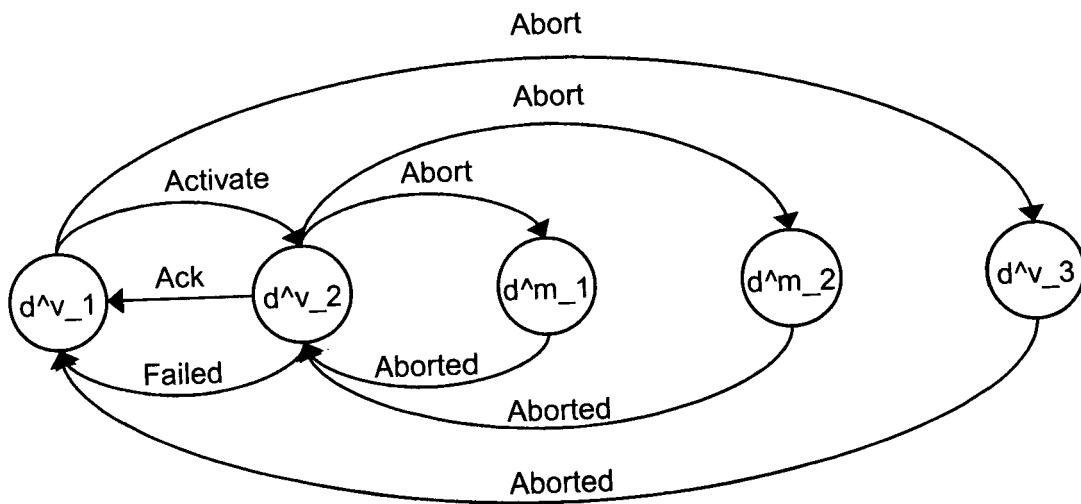 Abort
Abort
Activate
Abort
d^v_1
Ack
d^v_2
d^m_1
d^m_2
d^v_3
Failed
Aborted
Aborted
Aborted